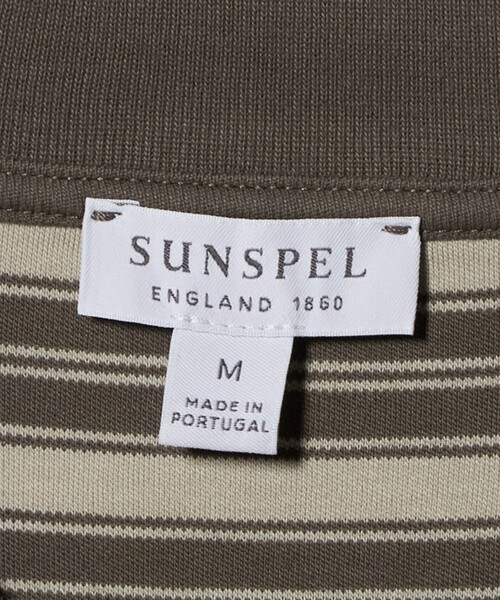 SUNSPEL
ENGLAND 1860
M
MADE IN
PORTUGAL